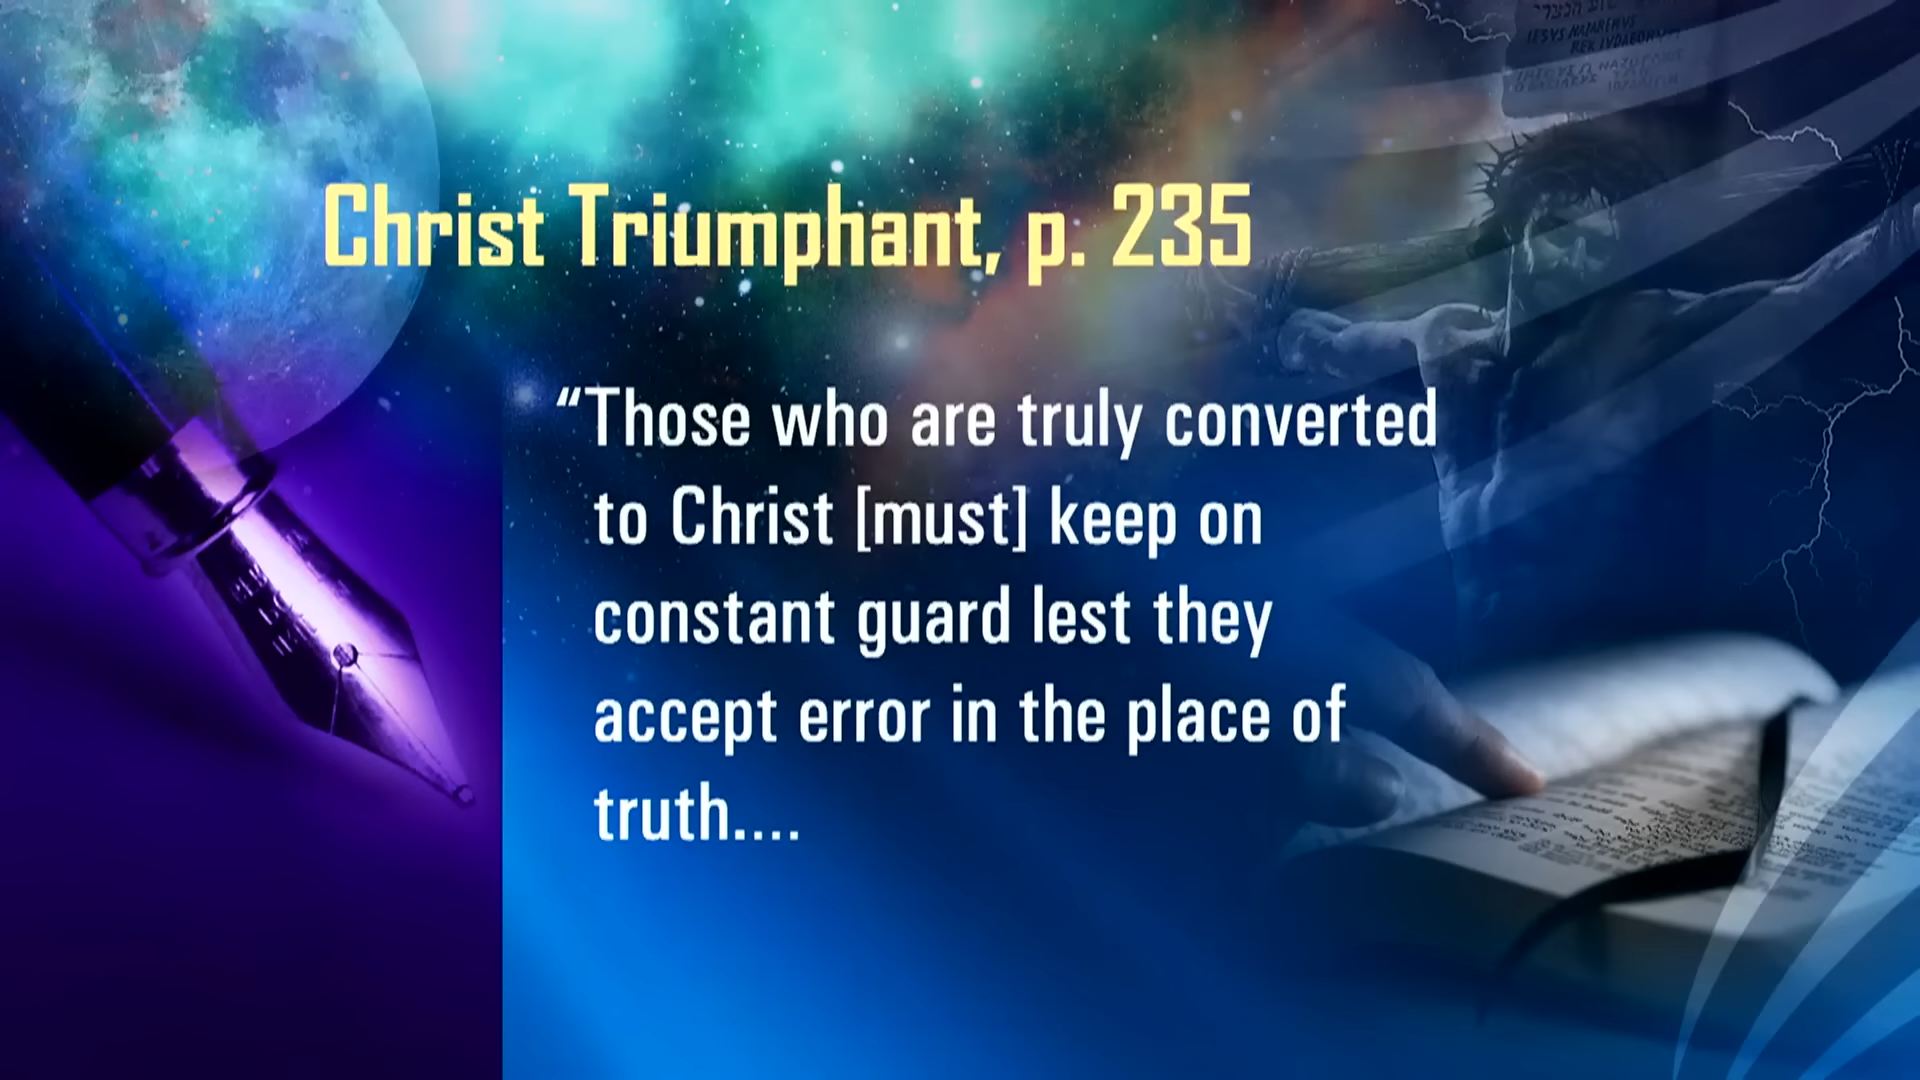 Christ Triumphant, p. 235
“Those who are truly converted
to Christ [must] keep on
constant guard lest they
accept error in the place of
truth....